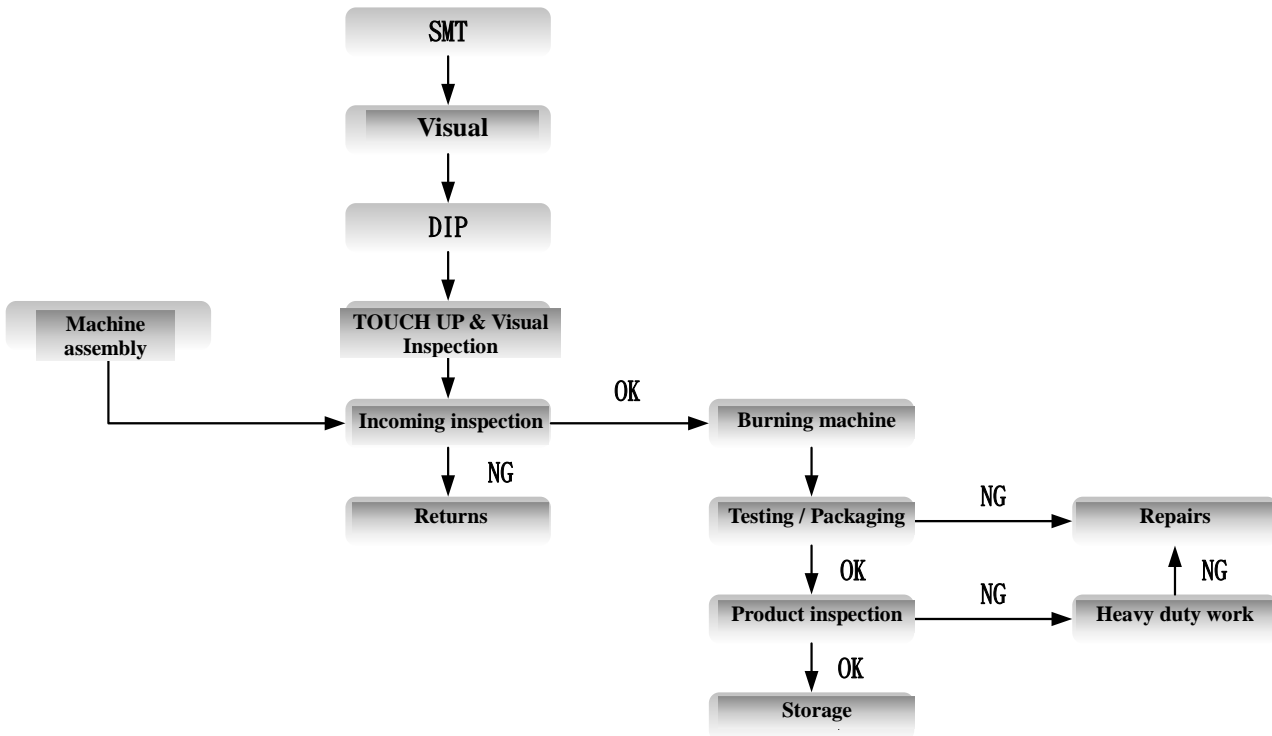 SMT
Visual
DIP
Machine
assembly
TOUCH UP & Visual
Inspection
OK
Incoming inspection
Burning machine
NG
NG
Returns
Testing / Packaging
Repairs
OK
NG
NG
Product inspection
Heavy duty work
OK
Storage